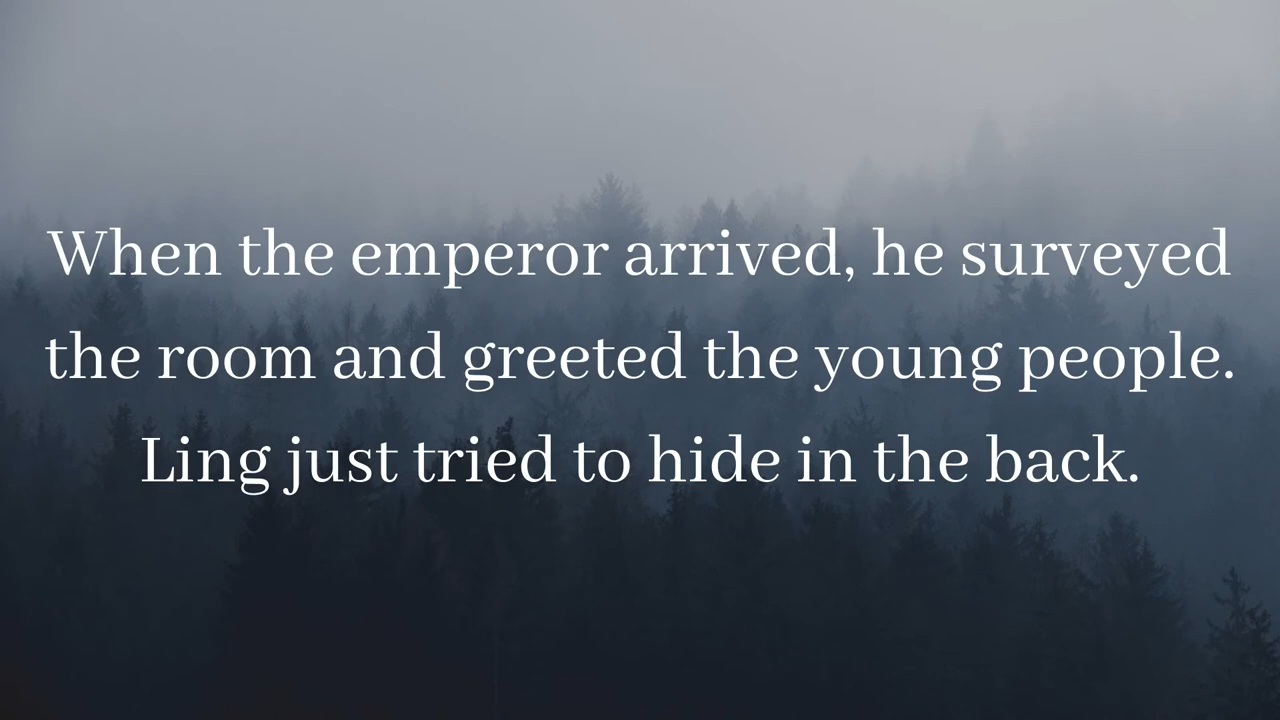 When the emperor arrived, he surveyed
the room and greeted the young people.
Ling just tried to hide in the back.